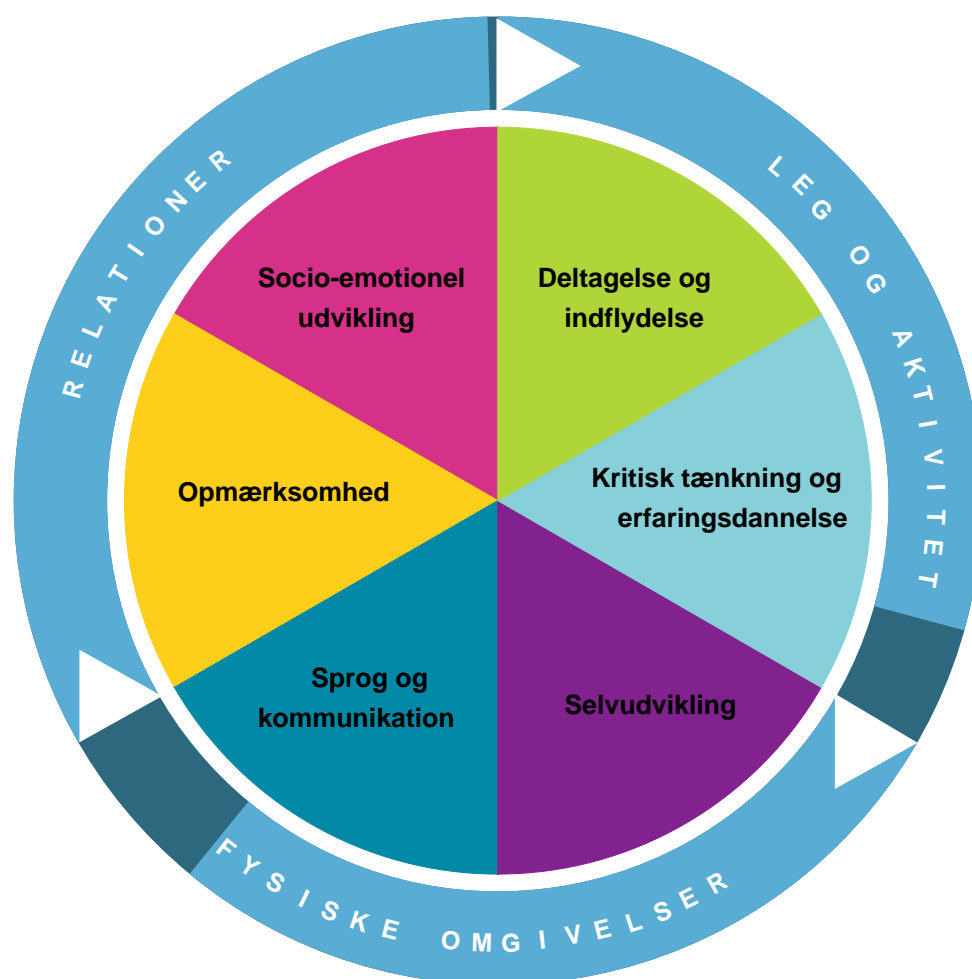 RELATIONER
LEG OG AKTIVITET
Socio-emotionel
udvikling
Deltagelse og
indflydelse
Opmærksomhed
Kritisk tænkning og
erfaringsdannelse
Sprog og
kommunikation
Selvudvikling
FYSISKE OMGIVELSER